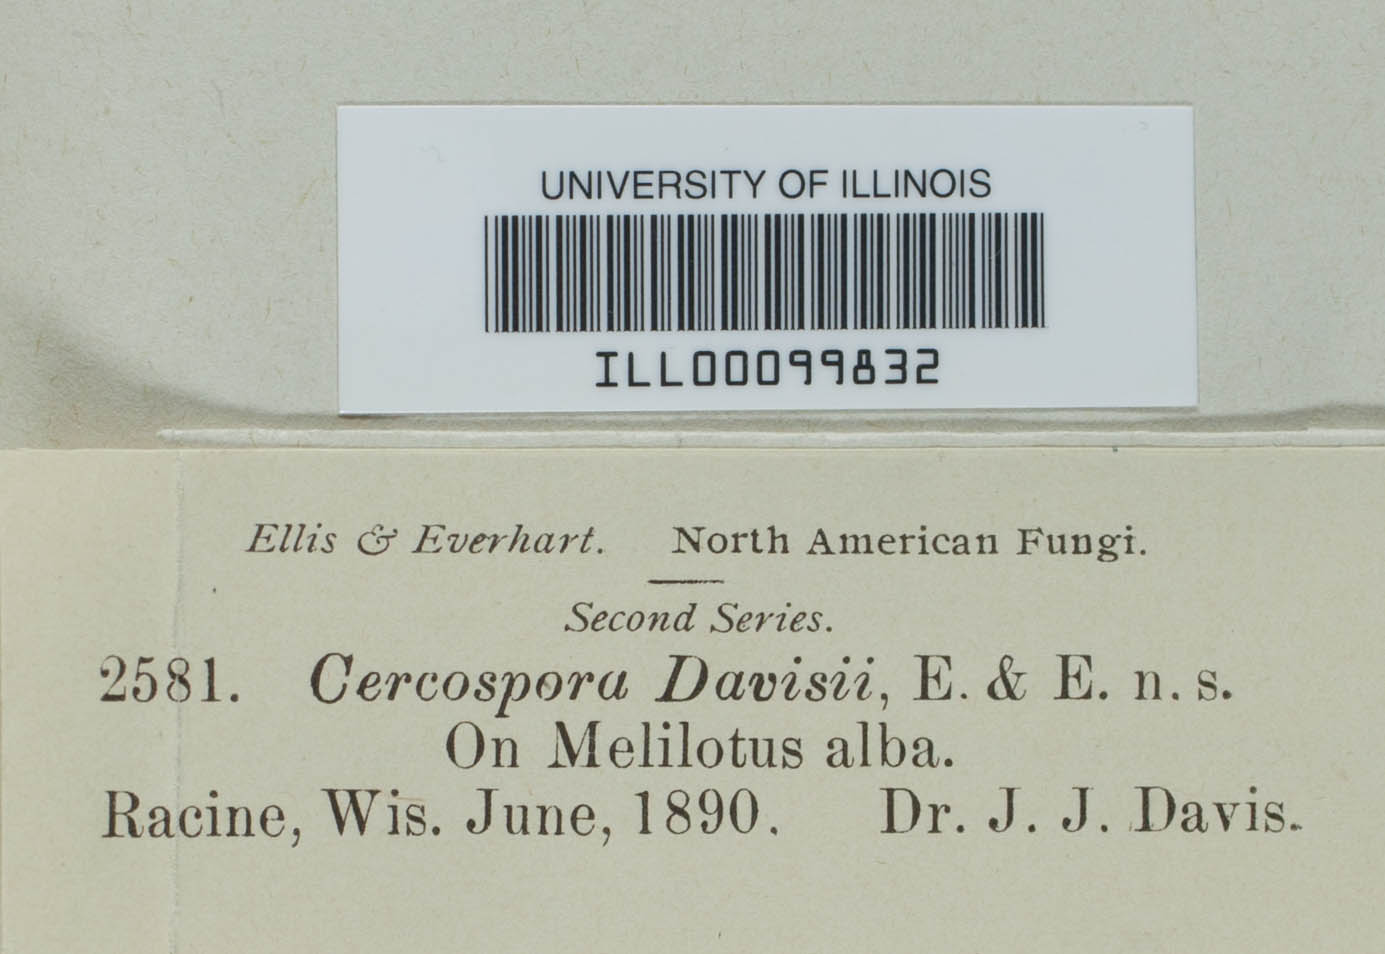 UNIVERSITY OF ILLINOIS
ILL00099832
Ellis & Everhart. North American Fungi.
Second Series.
2581. Cercospora Davisii, E. & E. n. s.
On Melilotus alba.
Racine, Wis. June, 1890. Dr. J. J. Davis.